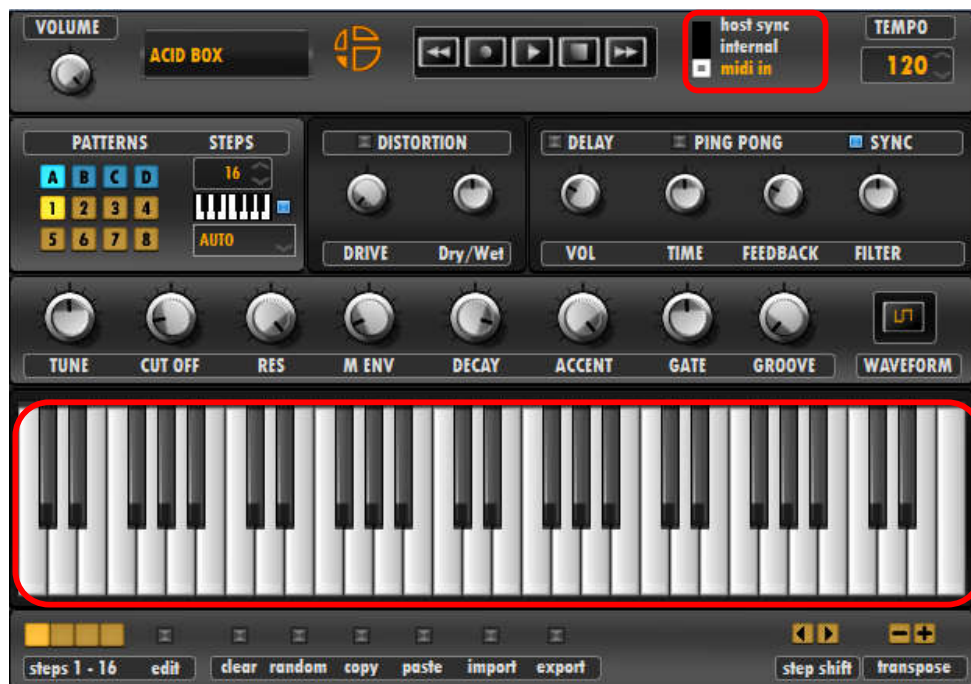 VOLUME
ACID BOX
host sync
internal
midi in
TEMPO
120
PATTERNS STEPS
A B C D
16
1 2 3 4
5 6 7 8
AUTO
DISTORTION
DRIVE Dry/Wet
DELAY PING PONG SYNC
VOL TIME FEEDBACK FILTER
TUNE CUT OFF RES M ENV DECAY ACCENT GATE GROOVE WAVEFORM
steps 1 - 16 edit clear random copy paste import export step shift transpose